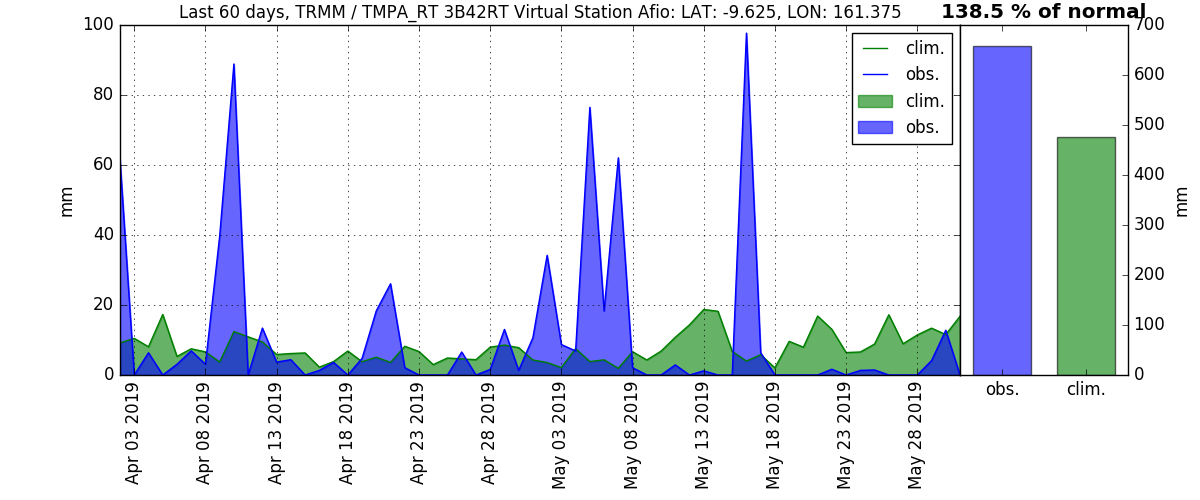 Last 60 days, TRMM / TMPA_RT 3B42RT Virtual Station Afio: LAT: -9.625, LON: 161.375
138.5 % of normal
100
80
60
40
20
0
mm
clim.
obs.
clim.
obs.
700
600
500
400
300
200
100
0
mm
Apr 03 2019
Apr 08 2019
Apr 13 2019
Apr 18 2019
Apr 23 2019
Apr 28 2019
May 03 2019
May 08 2019
May 13 2019
May 18 2019
May 23 2019
May 28 2019
obs.
clim.